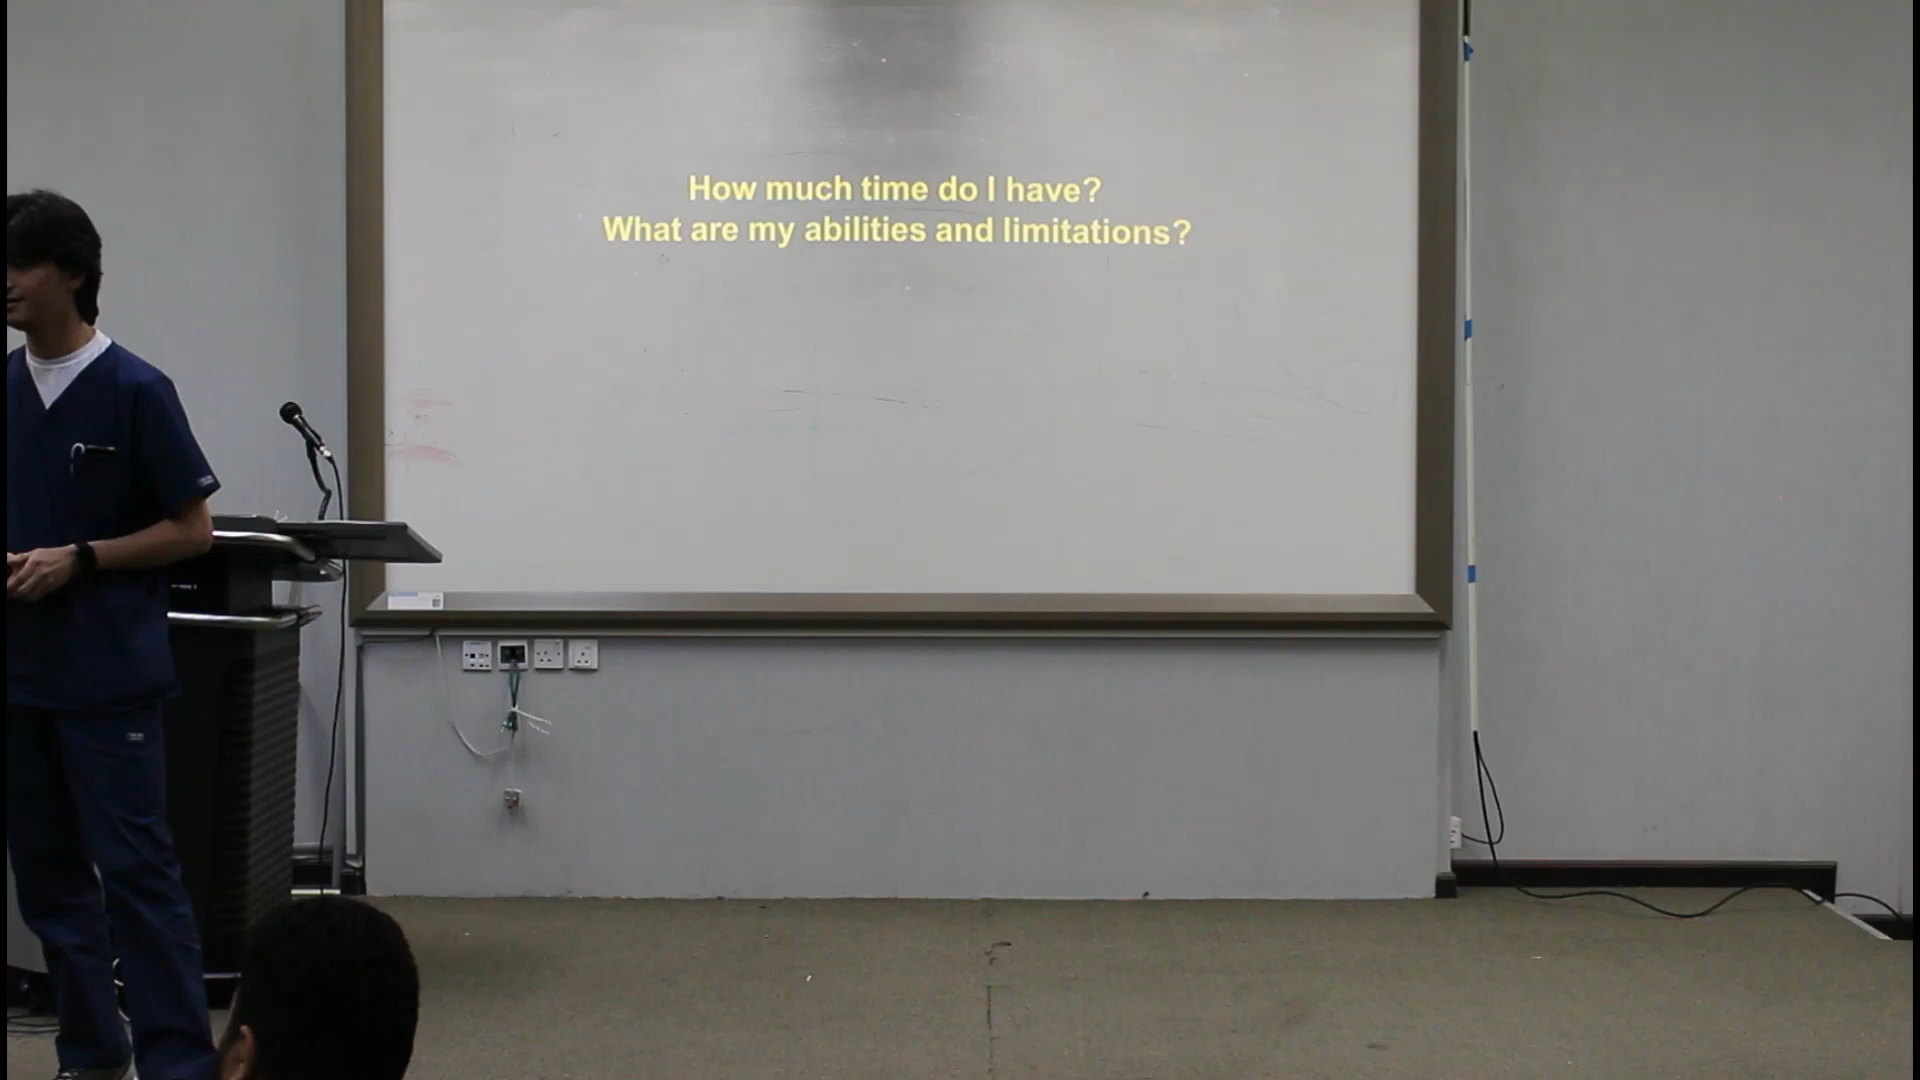 How much time do I have?
What are my abilities and limitations?